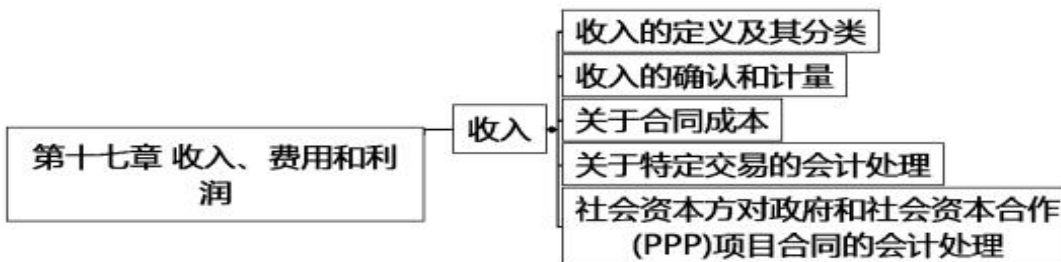 第十七章 收入、费用和利
润
收入
收入的定义及其分类
收入的确认和计量
关于合同成本
关于特定交易的会计处理
社会资本方对政府和社会资本合作
(PPP)项目合同的会计处理